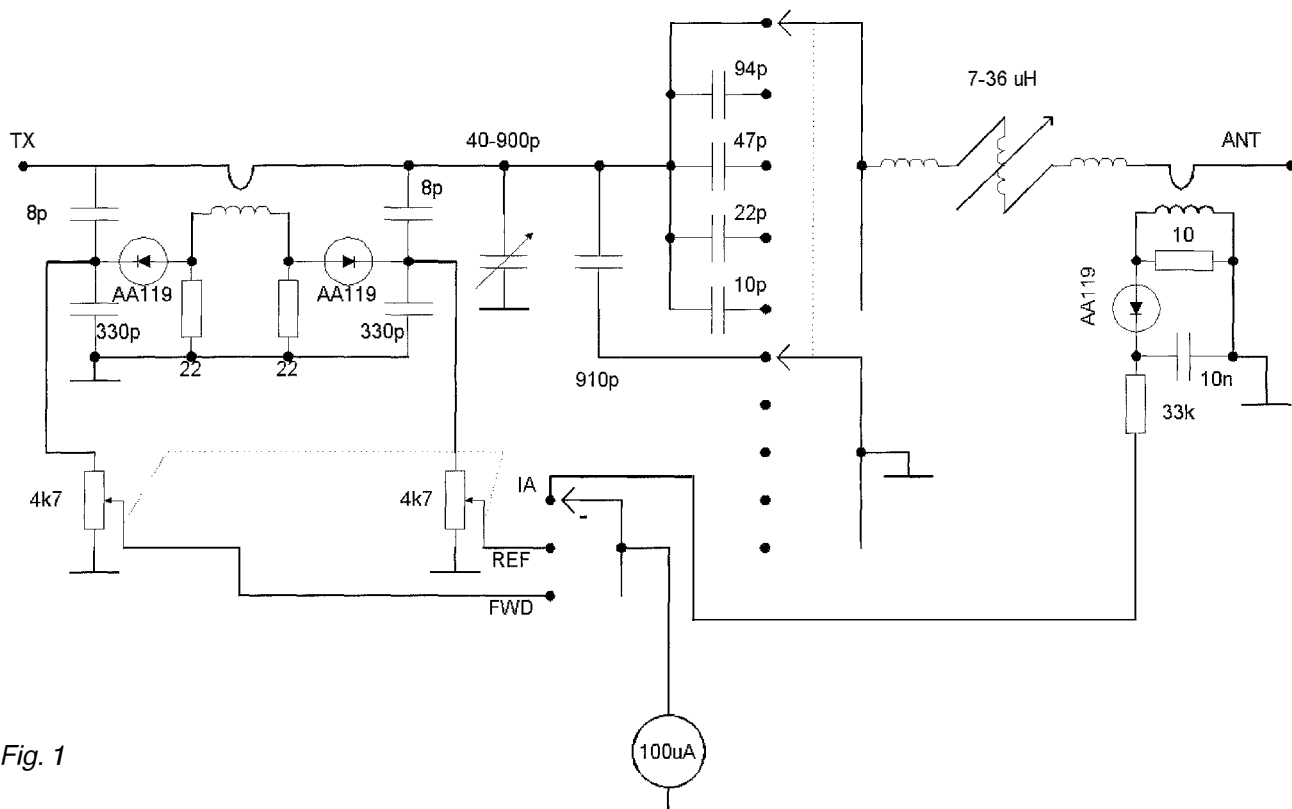 94p
7-36 uH
TX
40-900p
47p
ANT
8p
8p
22p
10
AA119
AA119
10p
AA119
330p
330p
22
22
910p
10n
33k
4k7
4k7
IA
-
REF
FWD
100uA
Fig. 1